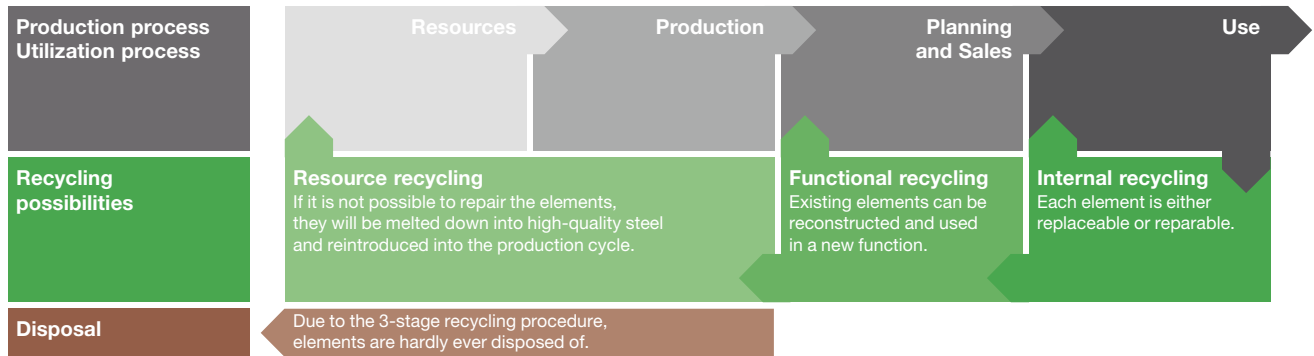 Production process
Utilization process
Resources
Production
Planning
and Sales
Use
Recycling
possibilities
Resource recycling
If it is not possible to repair the elements,
they will be melted down into high-quality steel
and reintroduced into the production cycle.
Functional recycling
Existing elements can be
reconstructed and used
in a new function.
Internal recycling
Each element is either
replaceable or reparable.
Disposal
Due to the 3-stage recycling procedure,
elements are hardly ever disposed of.